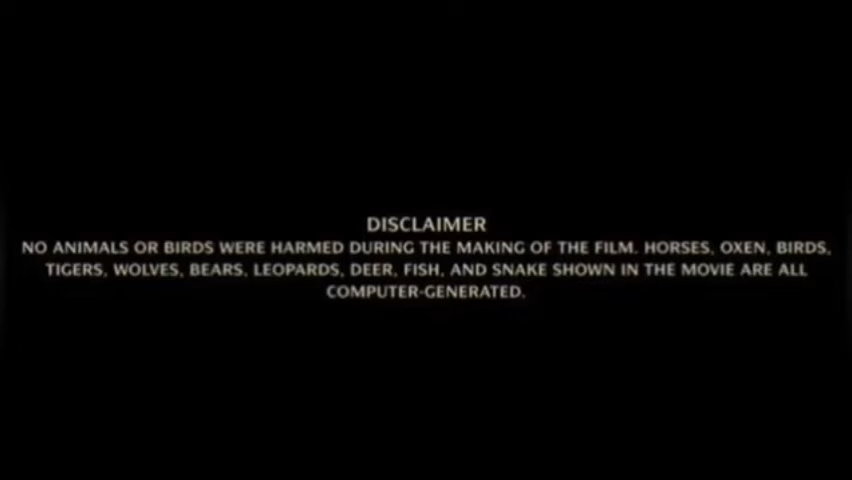 DISCLAIMER
NO ANIMALS OR BIRDS WERE HARMED DURING THE MAKING OF THE FILM. HORSES, OXEN, BIRDS,
TIGERS, WOLVES, BEARS, LEOPARDS, DEER, FISH, AND SNAKE SHOWN IN THE MOVIE ARE ALL
COMPUTER-GENERATED.